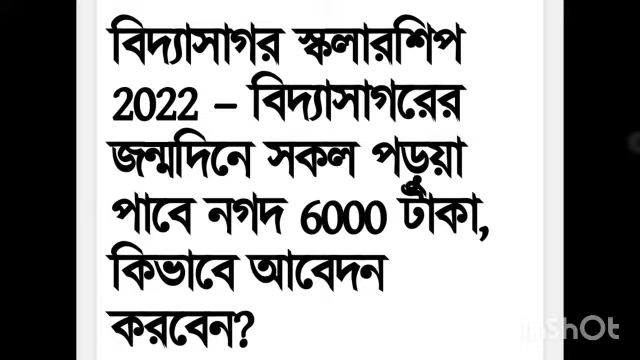 বিদ্যাসাগর স্কলারশিপ
2022 – বিদ্যাসাগরের
জন্মদিনে সকল পড়ুয়া
পাবে নগদ 6000 টাঁকা,
কিভাবে আবেদন
করবেন?
InShOt